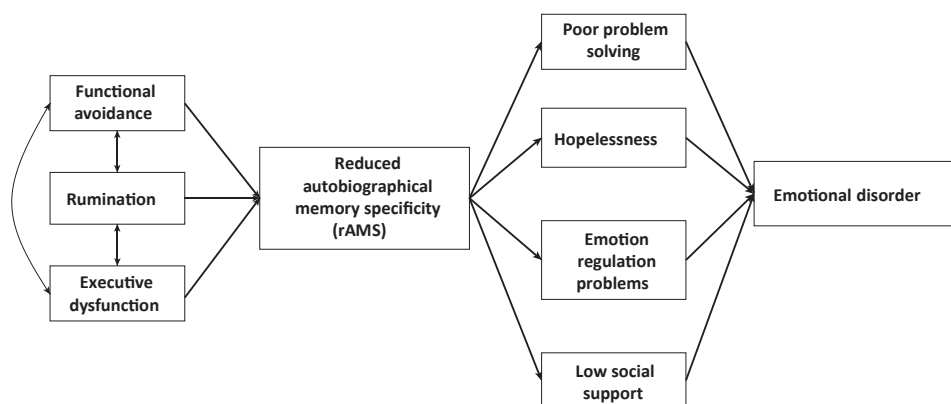 Functional
avoidance
Rumination
Executive
dysfunction
Reduced
autobiographical
memory specificity
(rAMS)
Poor problem
solving
Hopelessness
Emotion
regulation
problems
Low social
support
Emotional disorder